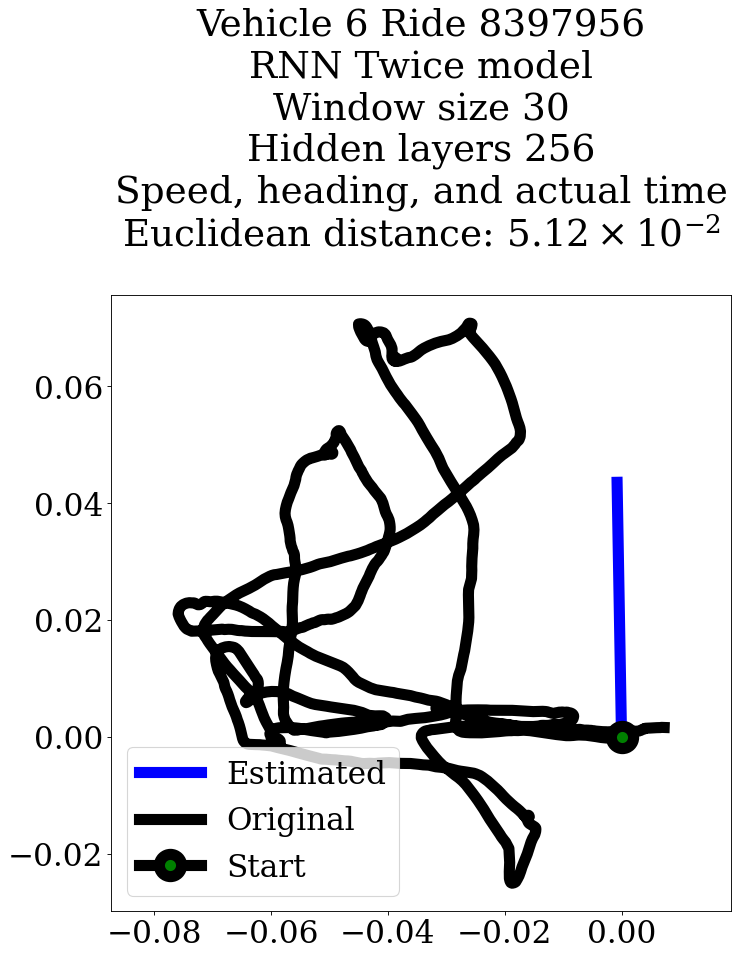 Vehicle 6 Ride 8397956
RNN Twice model
Window size 30
Hidden layers 256
Speed, heading, and actual time
Euclidean distance: 5.12 × 10⁻²
0.06
0.04
0.02
0.00
−0.02
Estimated
Original
Start
−0.08 −0.06 −0.04 −0.02 0.00